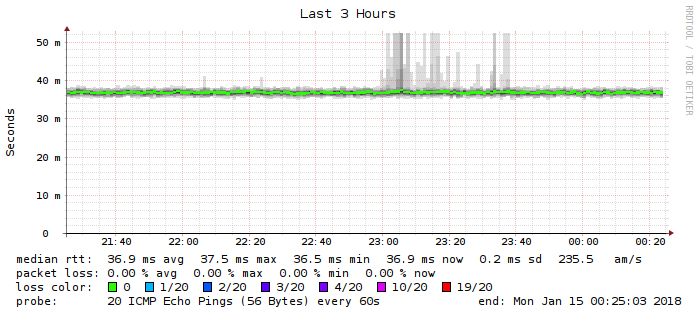 Last 3 Hours
RRDTOOL / TOBI OETIKER
Seconds
50 m
40 m
30 m
20 m
10 m
0
21:40 22:00 22:20 22:40 23:00 23:20 23:40 00:00 00:20
median rtt: 36.9 ms avg 37.5 ms max 36.5 ms min 36.9 ms now 0.2 ms sd 235.5 am/s
packet loss: 0.00 % avg 0.00 % max 0.00 % min 0.00 % now
loss color: 0 1/20 2/20 3/20 4/20 10/20 19/20
probe: 20 ICMP Echo Pings (56 Bytes) every 60s end: Mon Jan 15 00:25:03 2018